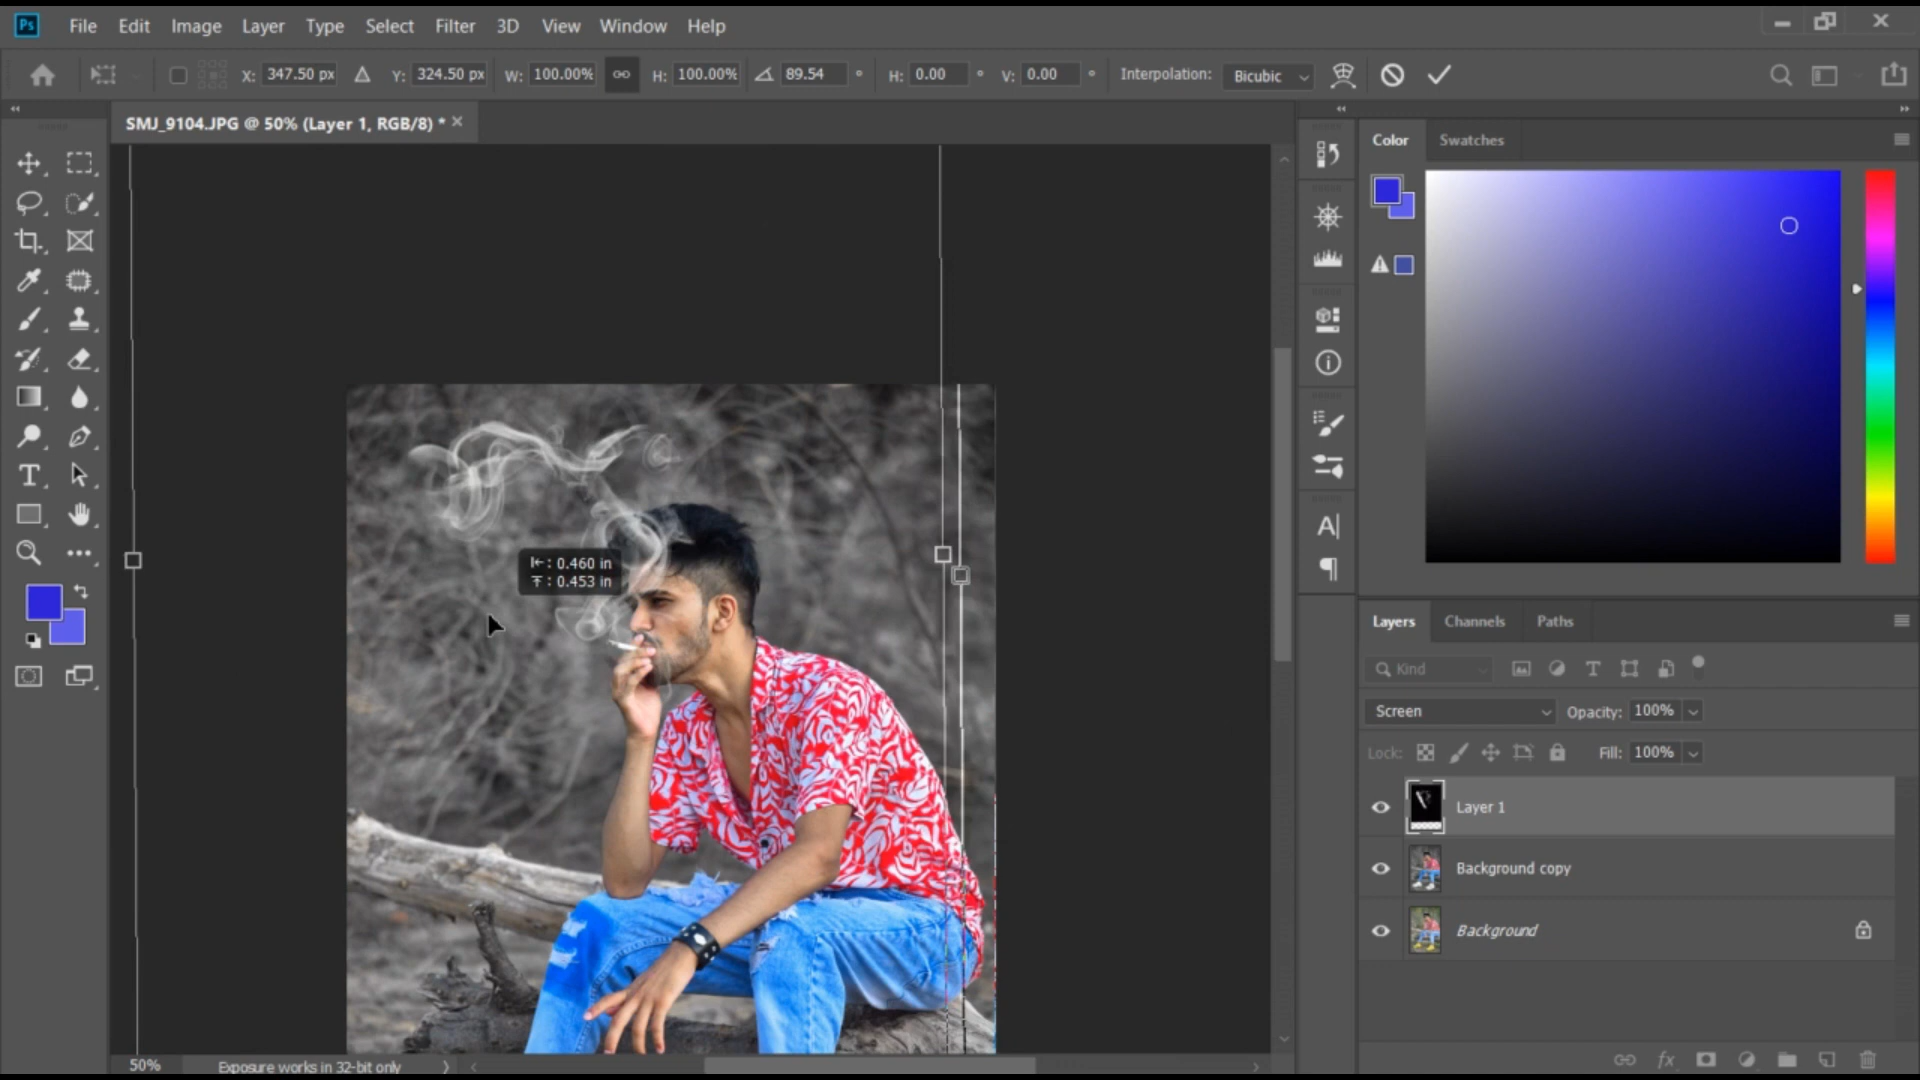 Ps File Edit Image Layer Type Select Filter 3D View Window Help
X: 347.50 px Y: 324.50 px W: 100.00% H: 100.00% 89.54 ° H: 0.00 ° V: 0.00 ° Interpolation: Bicubic
SMJ_9104.JPG @ 50% (Layer 1, RGB/8) *
Color Swatches
: 0.460 in
: 0.453 in
Layers Channels Paths
Kind
Screen Opacity: 100%
Lock: Fill: 100%
Layer 1
Background copy
Background
fx
50% Exposure works in 32-bit only